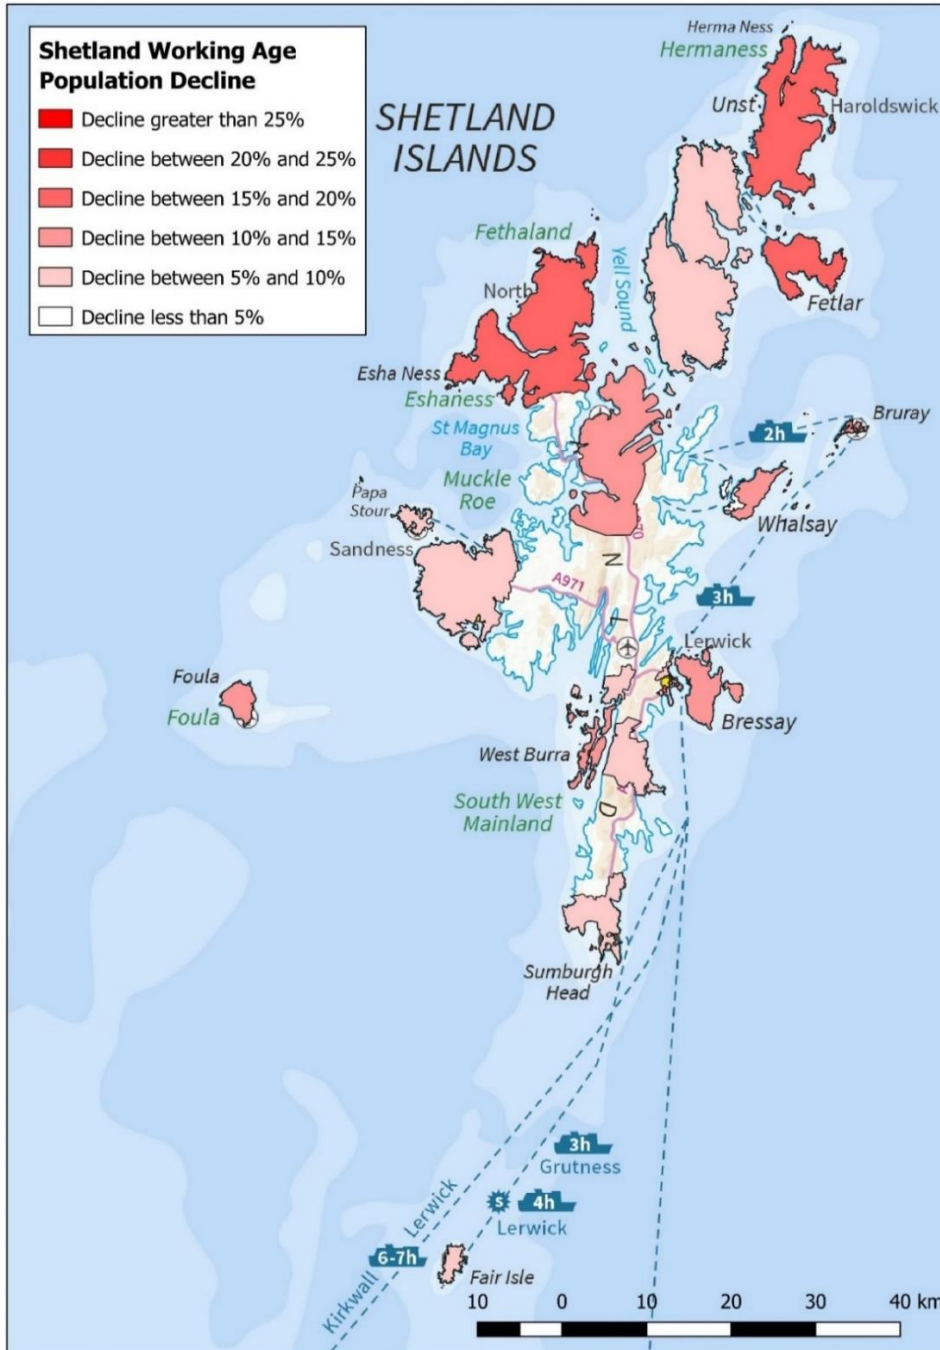 Shetland Working Age
Population Decline
Decline greater than 25%
Decline between 20% and 25%
Decline between 15% and 20%
Decline between 10% and 15%
Decline between 5% and 10%
Decline less than 5%
SHETLAND
ISLANDS
Herma Ness
Hermaness
Unst
Haroldswick
Fethaland
North
Yell Sound
Fetlar
Esha Ness
Eshaness
St Magnus
Bay
Muckle
Roe
2h
Bruray
Papa
Stour
Whalsay
Sandness
970
N
A971
3h
L
Lerwick
Foula
Foula
Bressay
West Burra
A
South West
Mainland
D
Sumburgh
Head
3h
Grutness
S
4h
Lerwick
Lerwick
6-7h
Kirkwall
Fair Isle
10 0 10 20 30 40 km